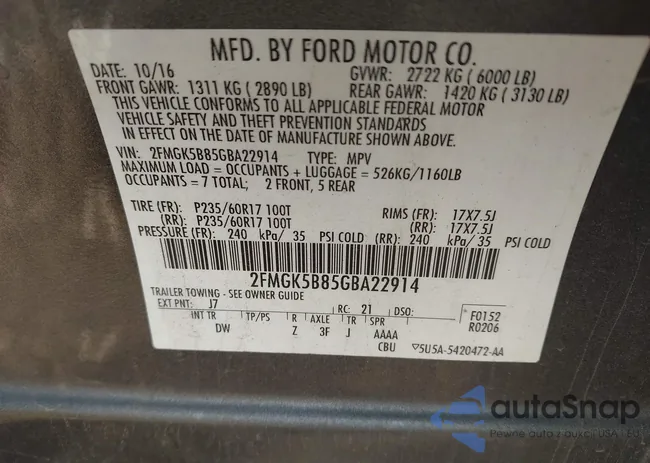 MFD. BY FORD MOTOR CO.
DATE: 10/16 GVWR: 2722 KG ( 6000 LB)
FRONT GAWR: 1311 KG ( 2890 LB) REAR GAWR: 1420 KG ( 3130 LB)
THIS VEHICLE CONFORMS TO ALL APPLICABLE FEDERAL MOTOR
VEHICLE SAFETY AND THEFT PREVENTION STANDARDS
IN EFFECT ON THE DATE OF MANUFACTURE SHOWN ABOVE.
VIN: 2FMGK5B85GBA22914 TYPE: MPV
MAXIMUM LOAD = OCCUPANTS + LUGGAGE = 526KG/1160LB
OCCUPANTS = 7 TOTAL; 2 FRONT, 5 REAR
TIRE (FR): P235/60R17 100T RIMS (FR): 17X7.5J
(RR): P235/60R17 100T (RR): 17X7.5J
PRESSURE (FR): 240 kPa/ 35 PSI COLD (RR): 240 kPa/ 35 PSI COLD
2FMGK5B85GBA22914
TRAILER TOWING - SEE OWNER GUIDE
EXT PNT: J7 RC: 21 DSO: F0152
INT TR TP/PS R AXLE TR SPR R0206
DW Z 3F J AAAA
CBU 5U5A-5420472-AA
autaSnap
Pewne auta z aukcji USA i EU